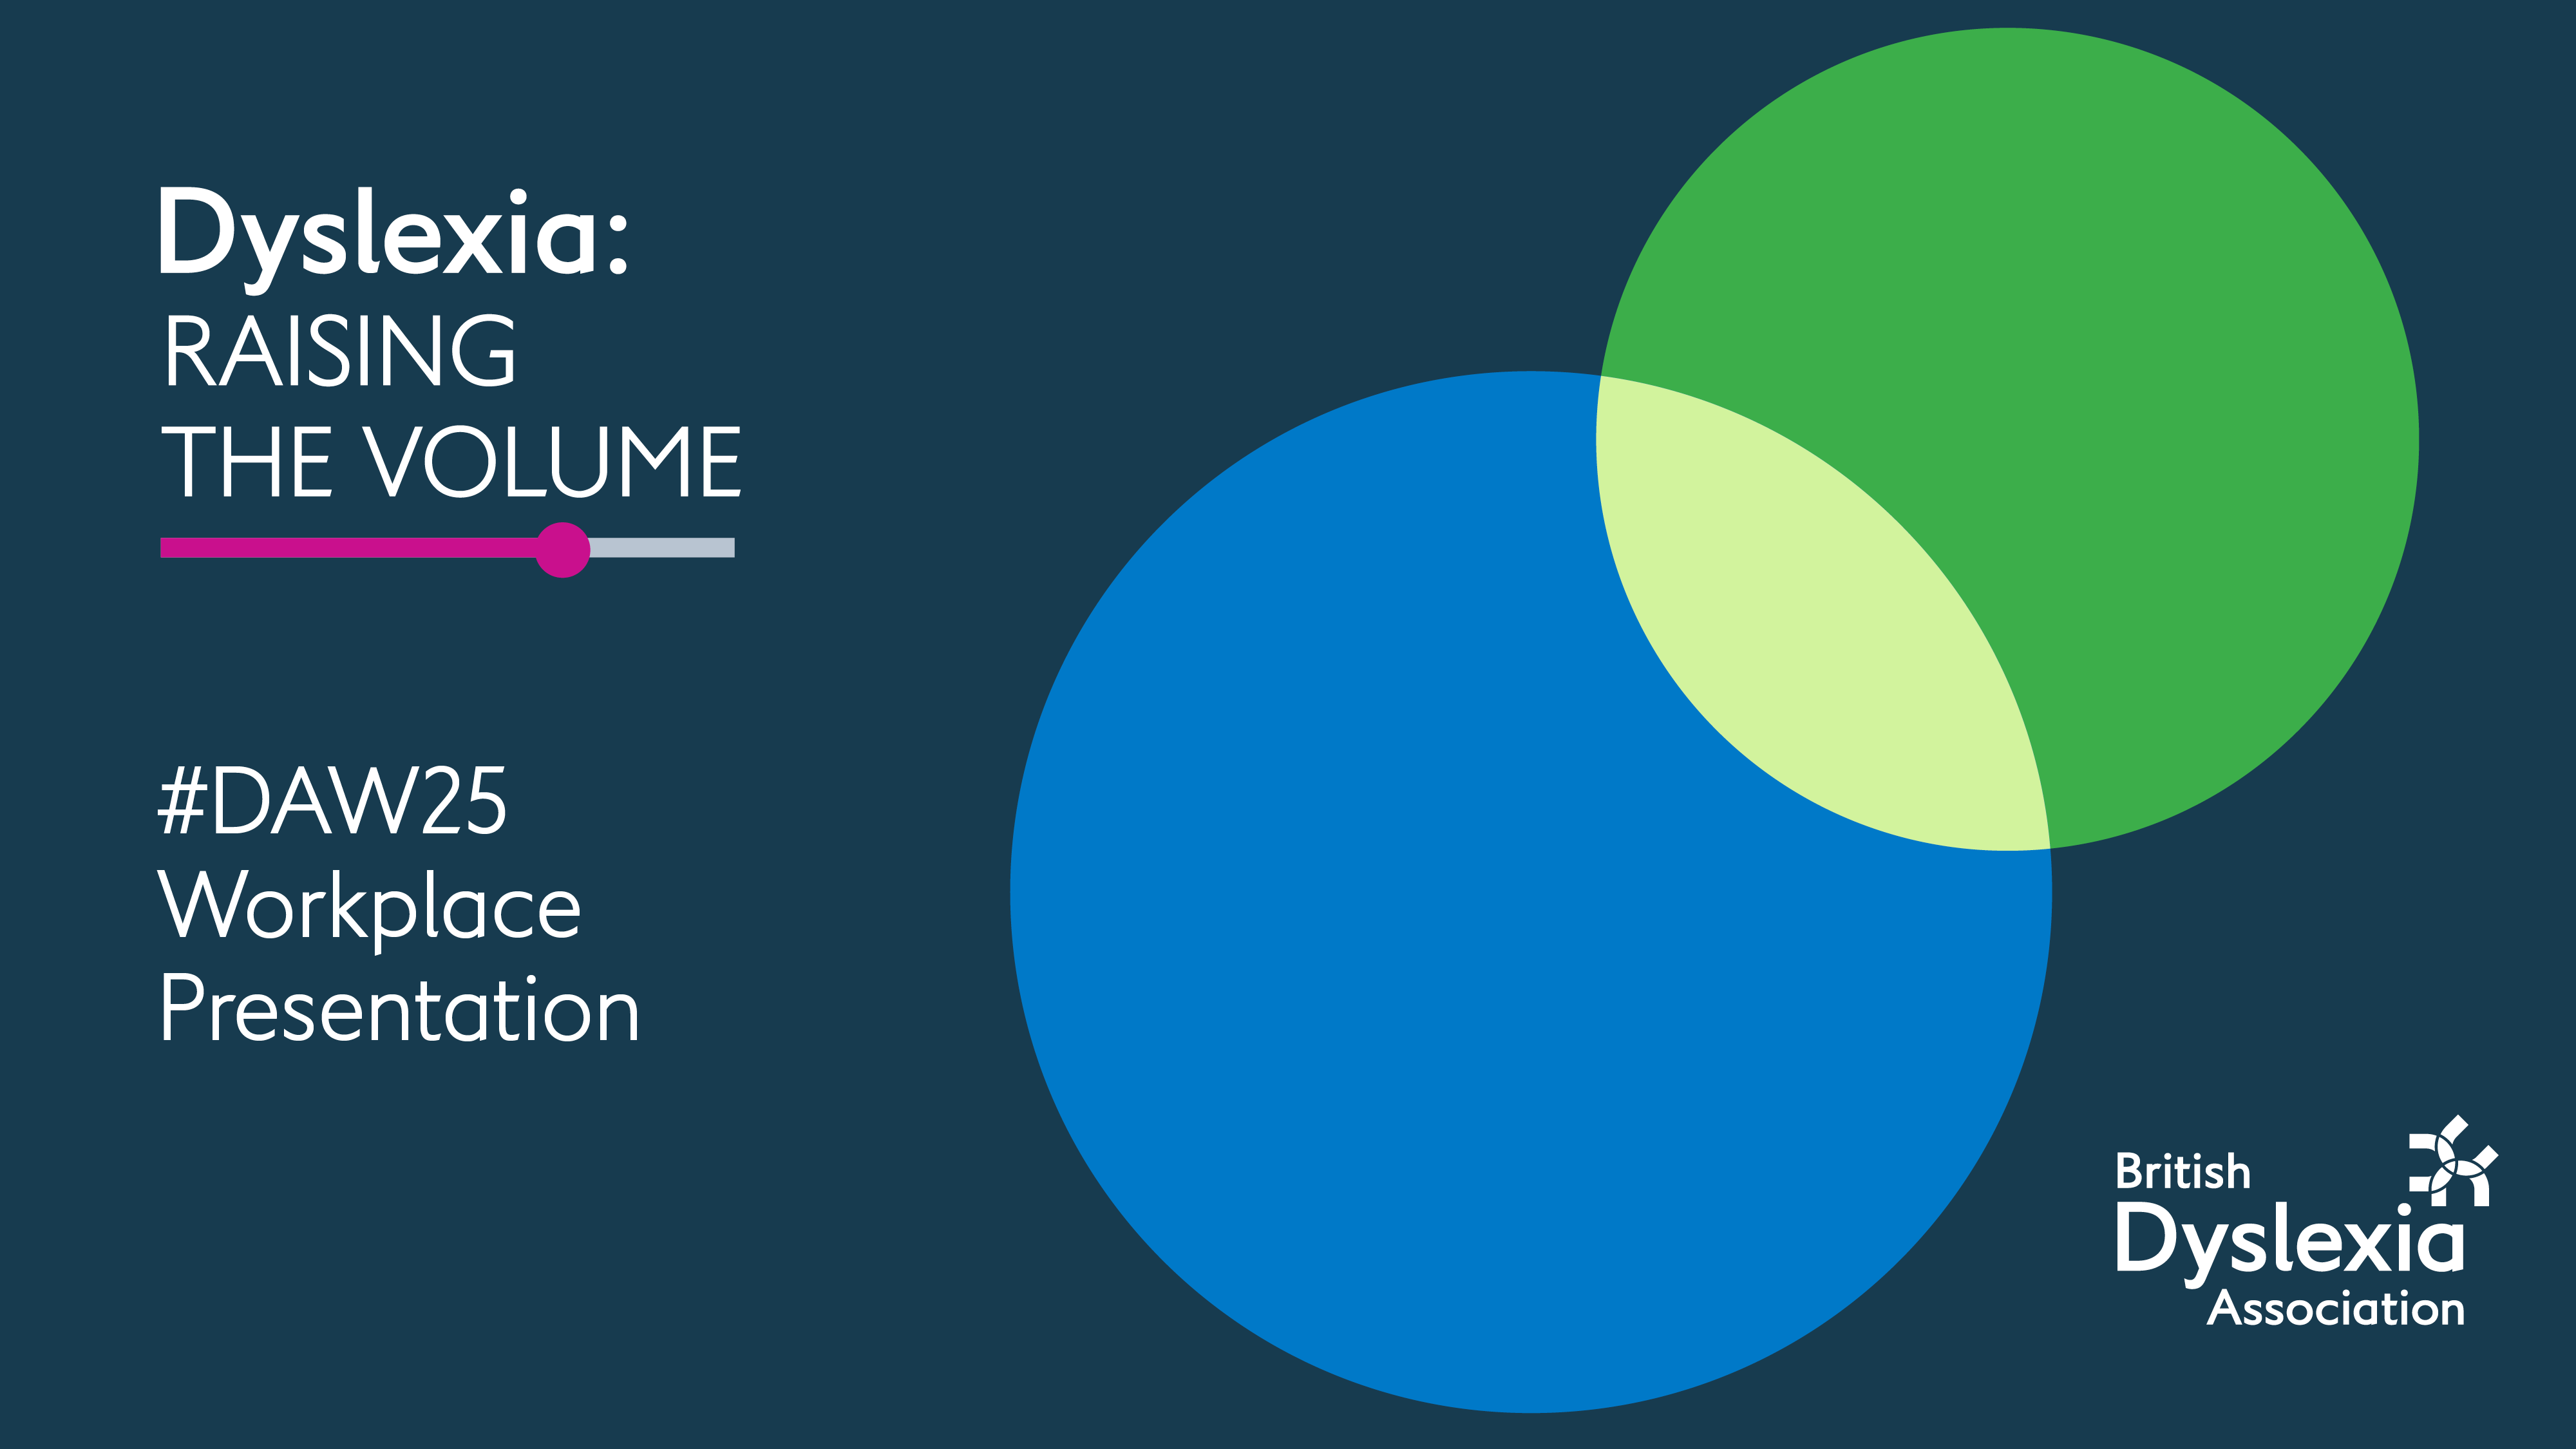 Dyslexia:
RAISING
THE VOLUME
#DAW25
Workplace
Presentation
British
Dyslexia
Association